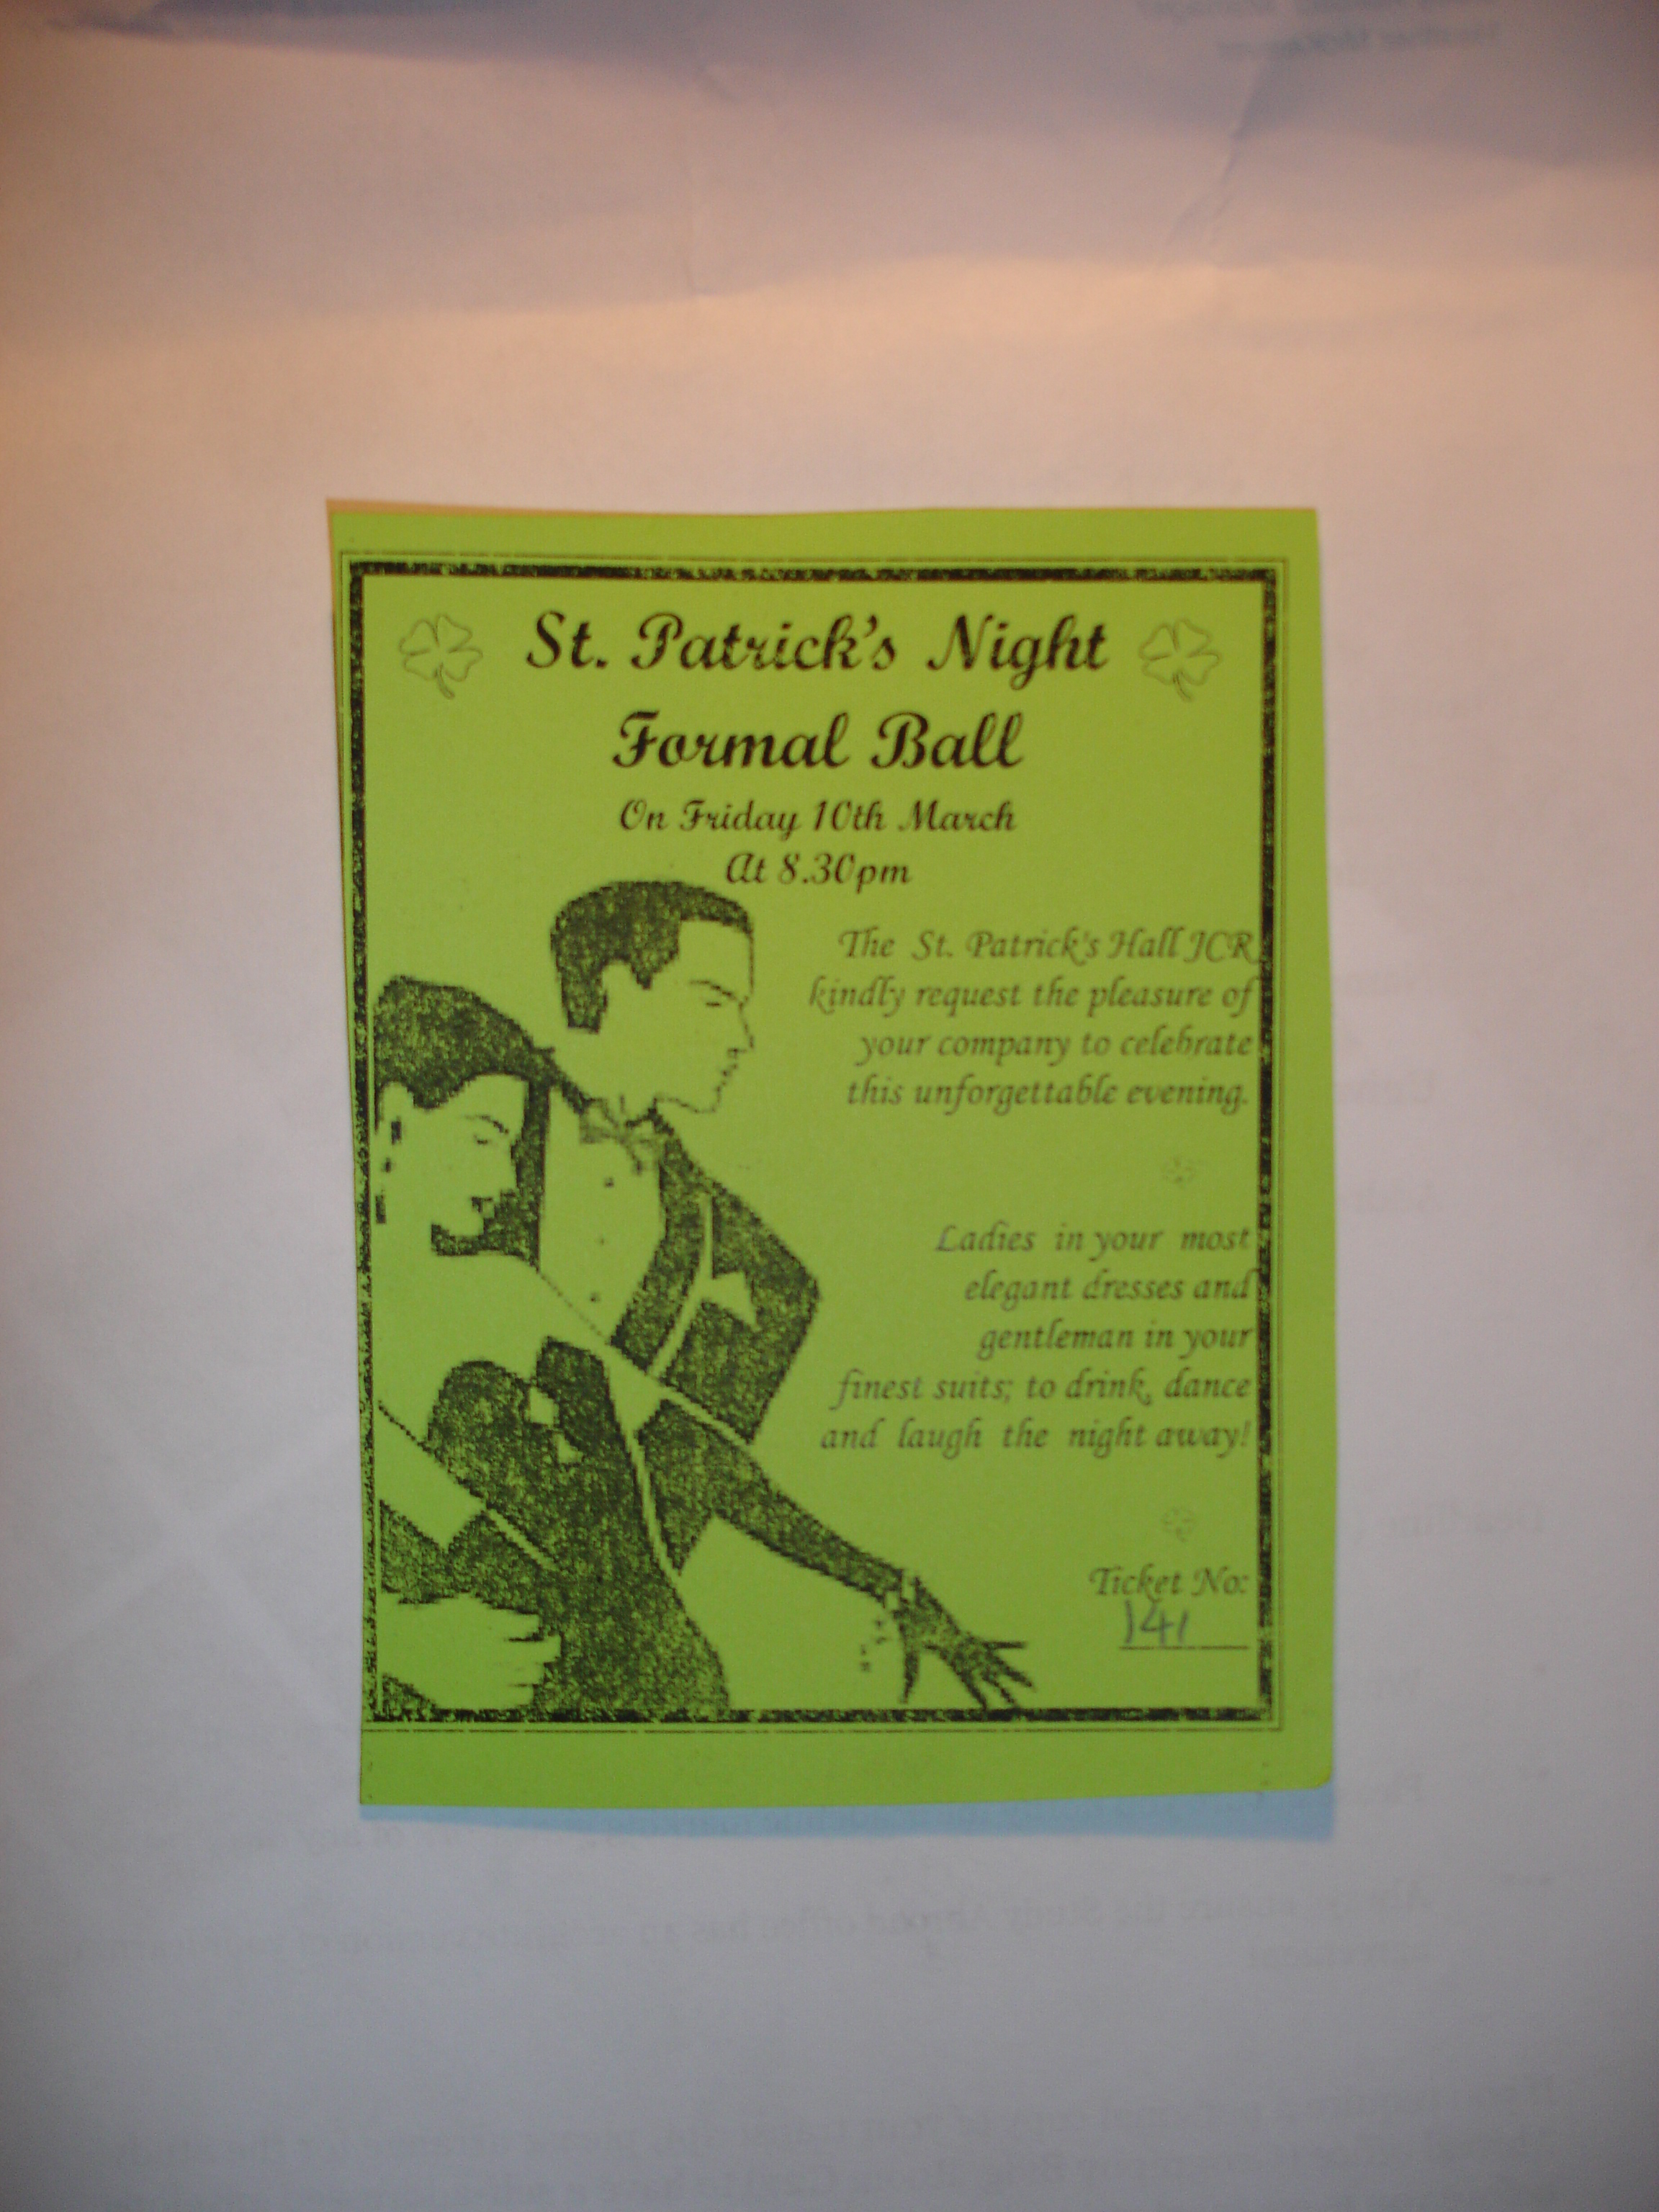 St. Patrick's Night
Formal Ball
On Friday 10th March
At 8.30pm
The St. Patrick's Hall JCR
kindly request the pleasure of
your company to celebrate
this unforgettable evening.
Ladies in your most
elegant dresses and
gentleman in your
finest suits; to drink, dance
and laugh the night away!
Ticket No:
141